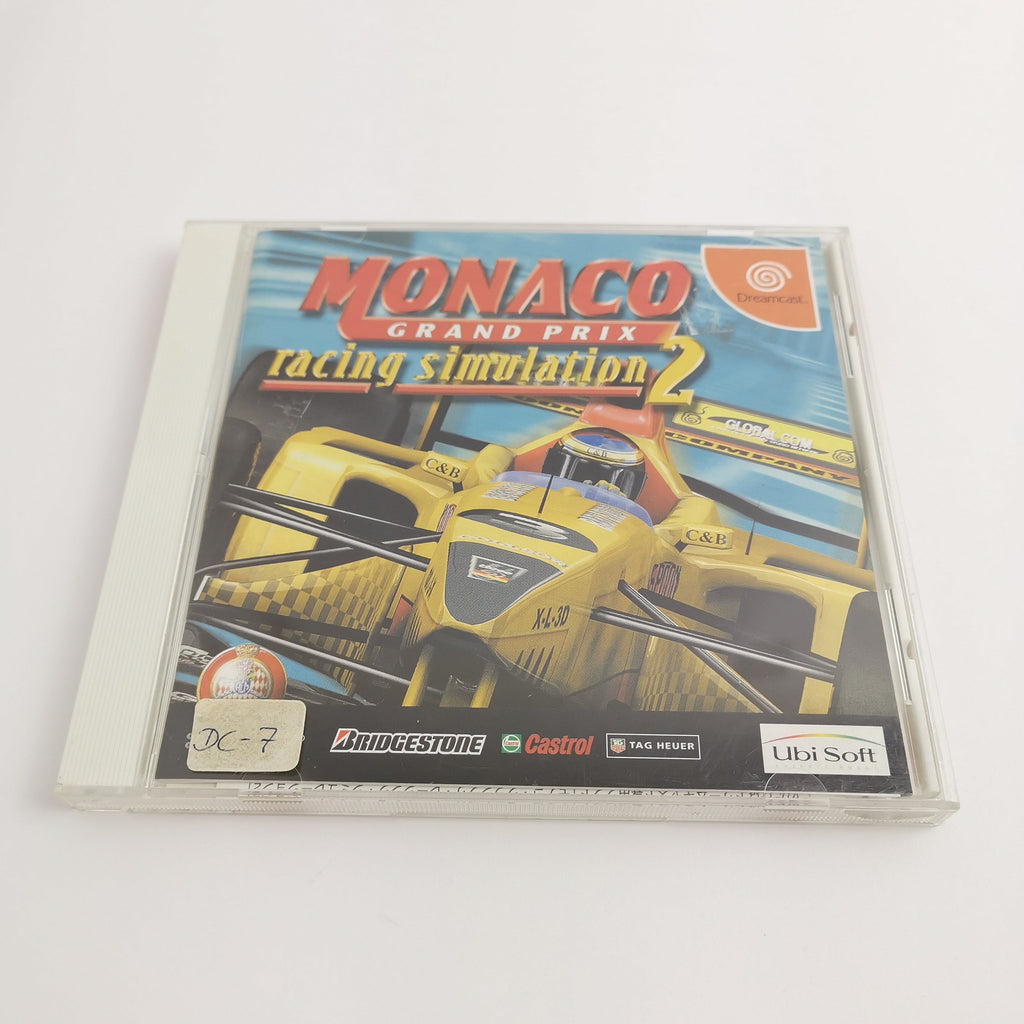 MONACO
GRAND PRIX
racing simulation 2
Dreamcast
GLOBAL COM
COMPANY
C&B
C&B
C&B
X-L-3D
DC-7
BRIDGESTONE
Castrol
TAG HEUER
Ubi Soft